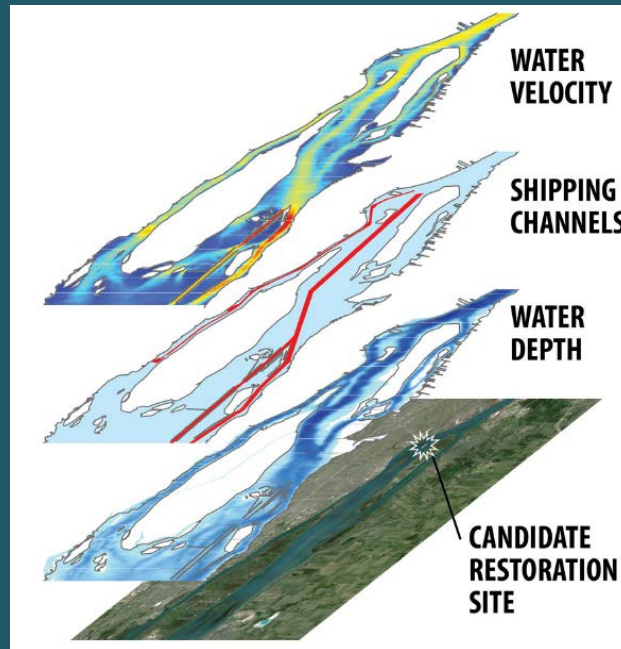 WATER
VELOCITY
SHIPPING
CHANNELS
WATER
DEPTH
CANDIDATE
RESTORATION
SITE